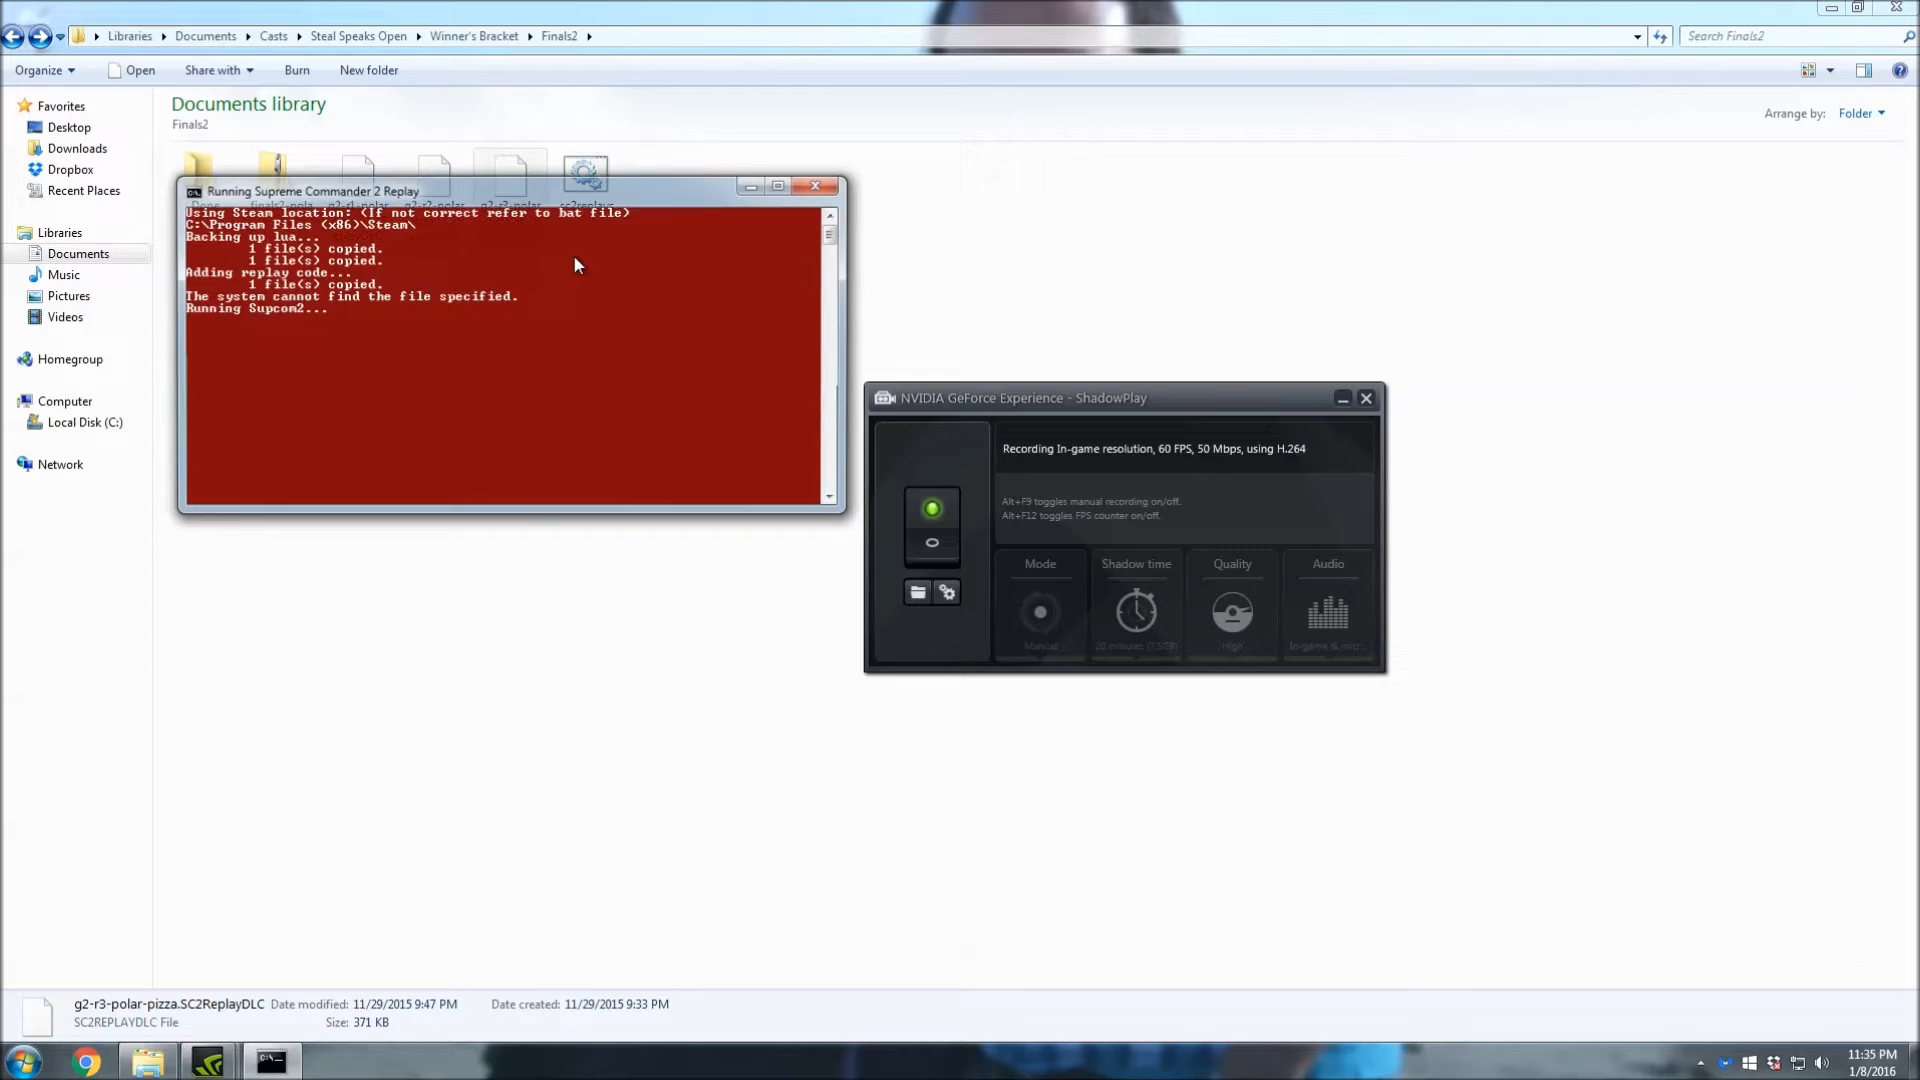 Libraries Documents Casts Steal Speaks Open Winner's Bracket Finals2
Search Finals2
Organize Open Share with Burn New folder
Favorites
Desktop
Downloads
Dropbox
Recent Places
Libraries
Documents
Music
Pictures
Videos
Homegroup
Computer
Local Disk (C:)
Network
Documents library
Finals2
Arrange by: Folder
Running Supreme Commander 2 Replay
Using Steam location: (If not correct refer to bat file)
C:\Program Files (x86)\Steam\
Backing up lua...
1 file(s) copied.
1 file(s) copied.
Adding replay code...
1 file(s) copied.
The system cannot find the file specified.
Running Supcom2...
NVIDIA GeForce Experience - ShadowPlay
Recording In-game resolution, 60 FPS, 50 Mbps, using H.264
Alt+F9 toggles manual recording on/off.
Alt+F12 toggles FPS counter on/off.
Mode Shadow time Quality Audio
Manual 20 minutes High
g2-r3-polar-pizza.SC2ReplayDLC Date modified: 11/29/2015 9:47 PM Date created: 11/29/2015 9:33 PM
SC2REPLAYDLC File Size: 371 KB
11:35 PM
1/8/2016